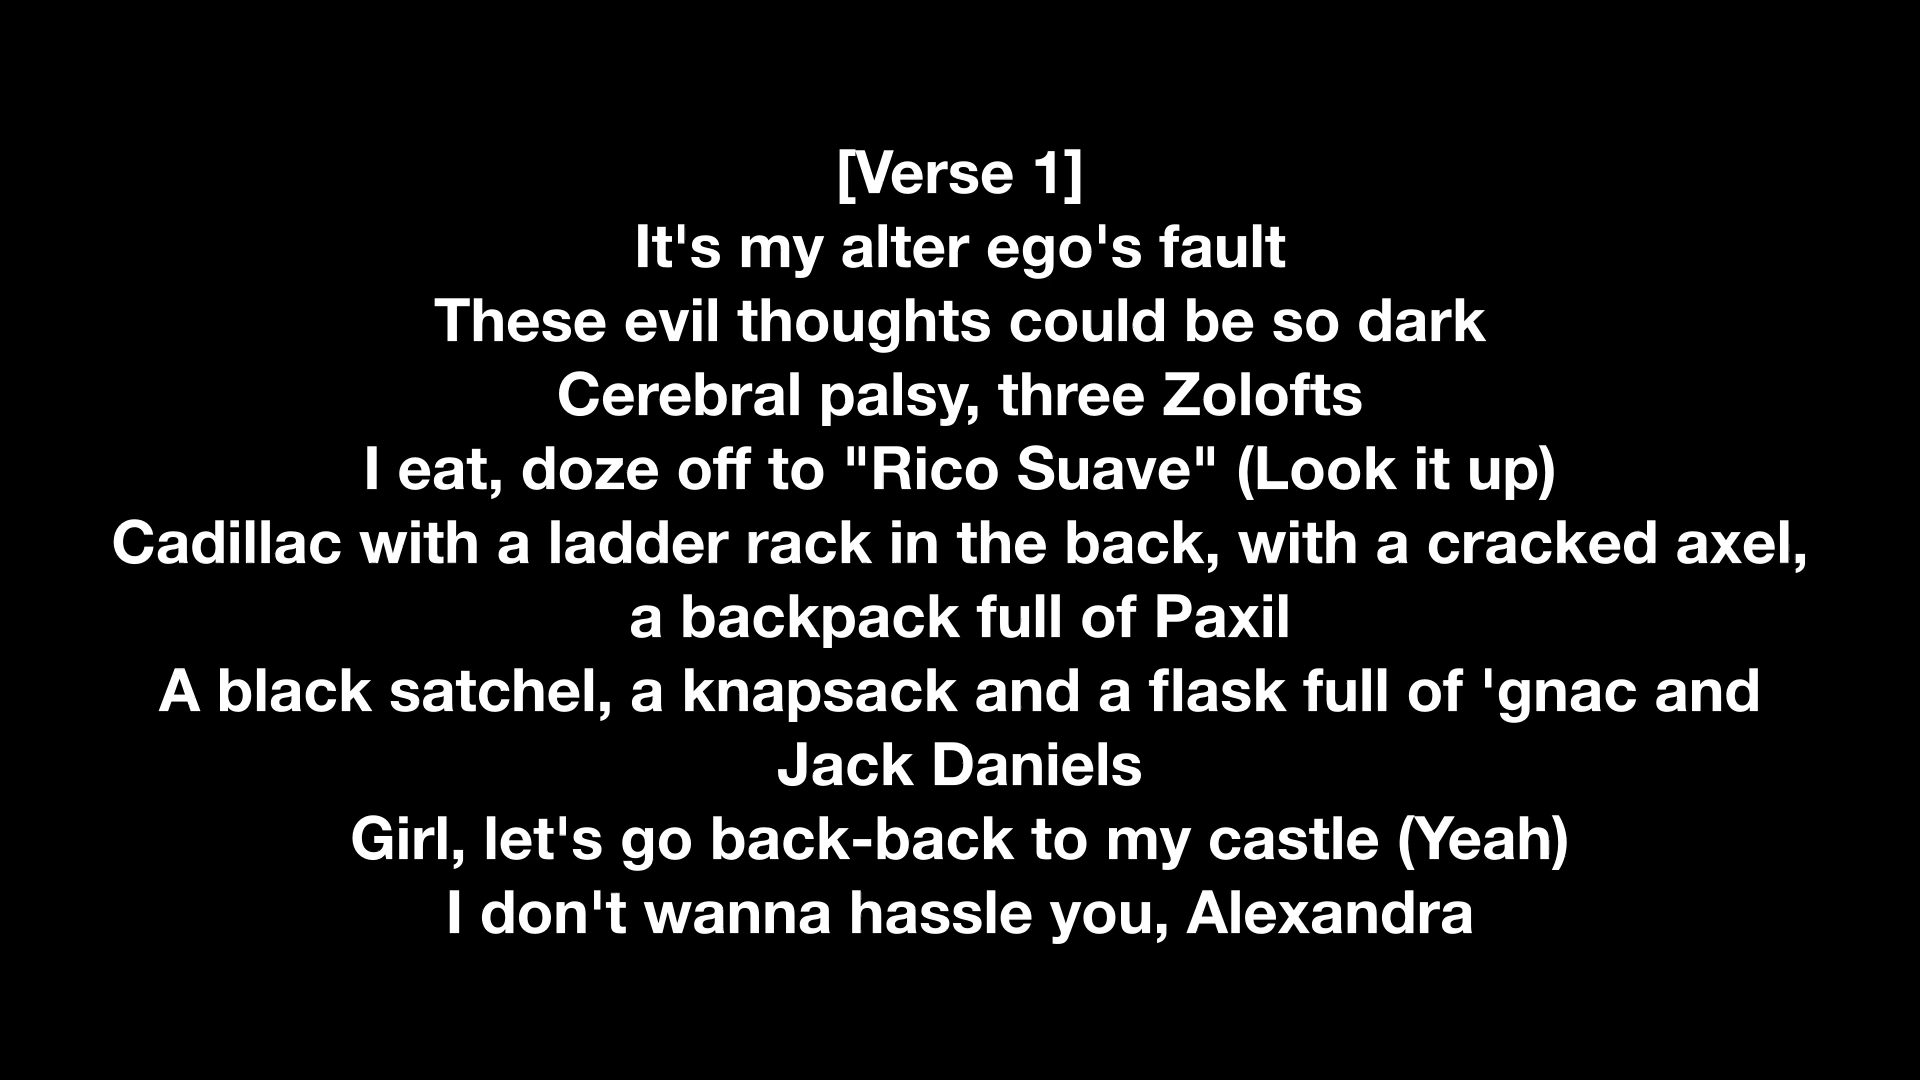 [Verse 1]
It's my alter ego's fault
These evil thoughts could be so dark
Cerebral palsy, three Zolofts
I eat, doze off to "Rico Suave" (Look it up)
Cadillac with a ladder rack in the back, with a cracked axel,
a backpack full of Paxil
A black satchel, a knapsack and a flask full of 'gnac and
Jack Daniels
Girl, let's go back-back to my castle (Yeah)
I don't wanna hassle you, Alexandra